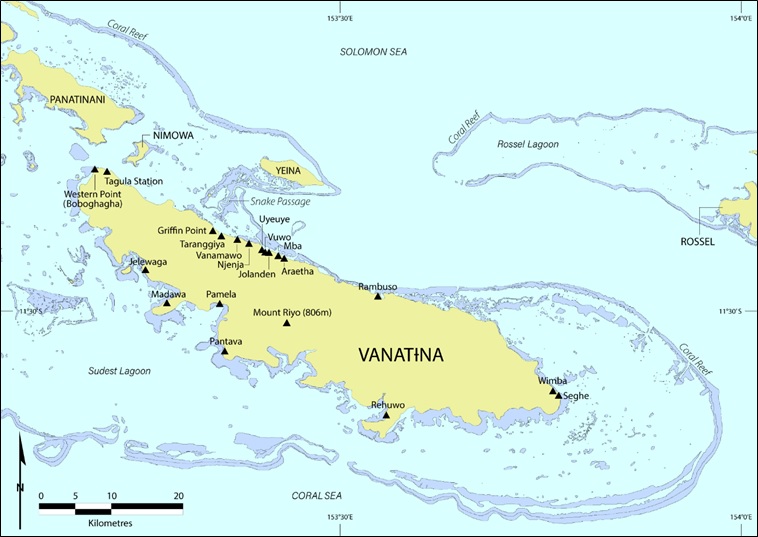 153°30'E
154°0'E
Coral Reef
SOLOMON SEA
PANATINANI
NIMOWA
Coral Reef
Rossel Lagoon
YEINA
Tagula Station
Western Point
(Boboghagha)
Snake Passage
Uyeuye
Griffin Point
Vuwo
Taranggiya
Mba
Vanamawo
Njenja
Jolanden
Araetha
ROSSEL
Jelewaga
Rambuso
Madawa
Pamela
Mount Riyo (806m)
11°30'S
11°30'S
Pantava
VANATɨNA
Coral Reef
Sudest Lagoon
Wimba
Seghe
Rehuwo
N
0 5 10 20
Kilometres
CORAL SEA
153°30'E
154°0'E